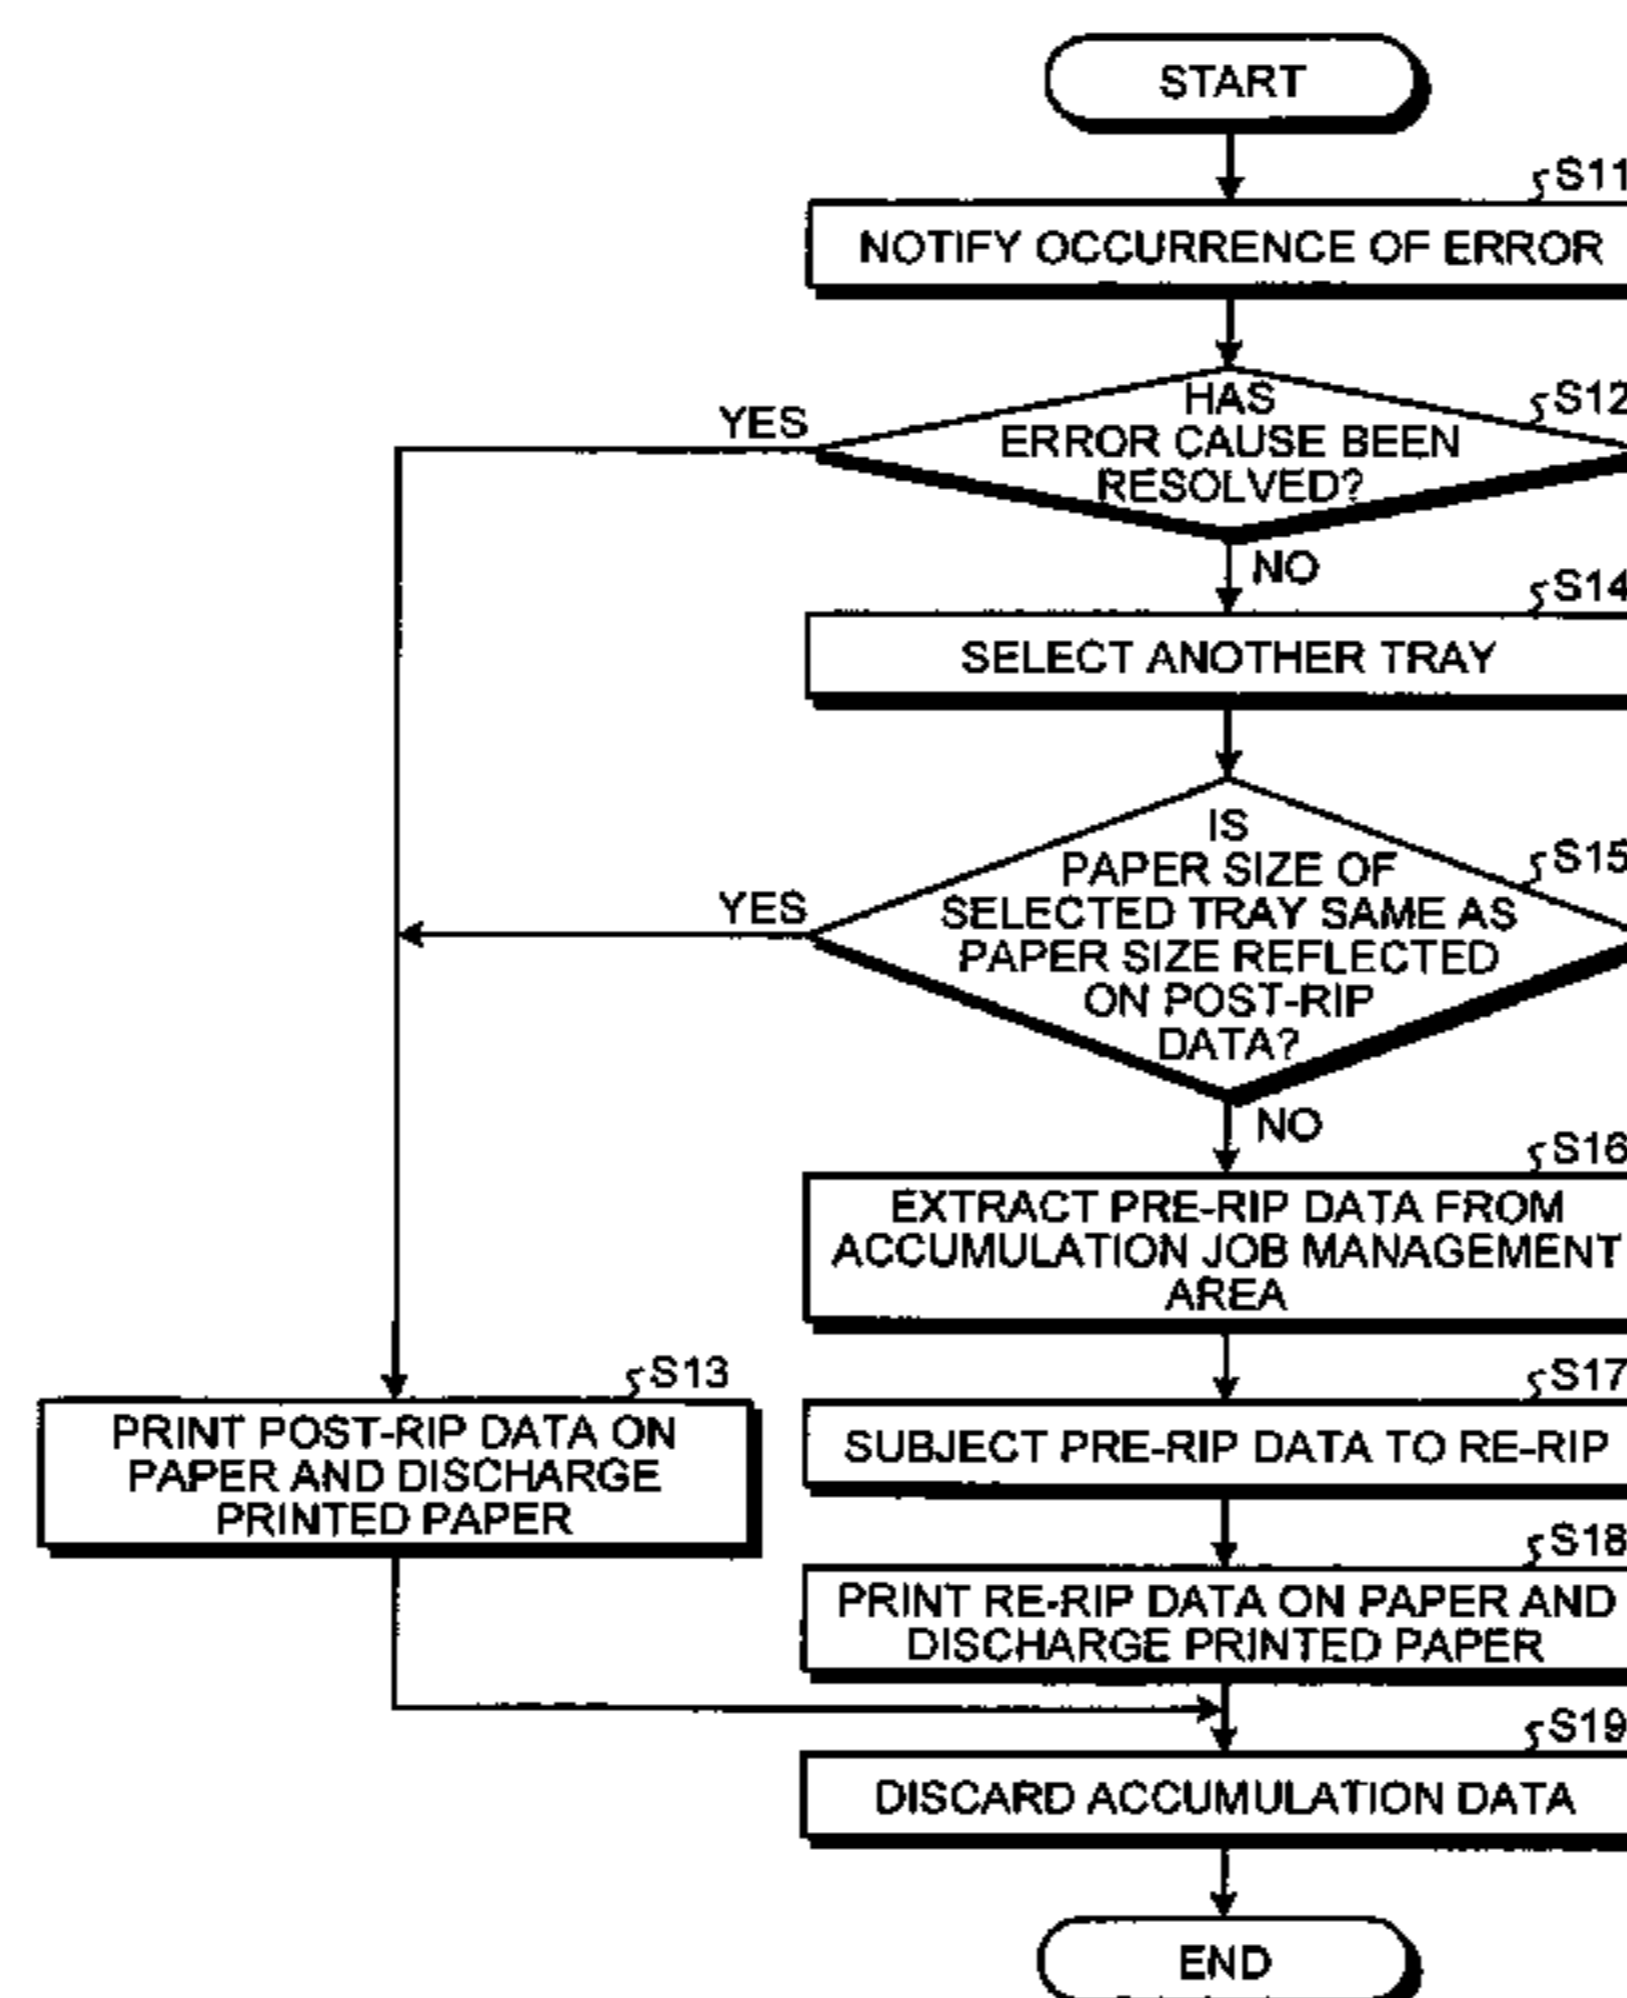 START
S11
NOTIFY OCCURRENCE OF ERROR
S12
HAS
ERROR CAUSE BEEN
RESOLVED?
YES
NO
S14
SELECT ANOTHER TRAY
S15
IS
PAPER SIZE OF
SELECTED TRAY SAME AS
PAPER SIZE REFLECTED
ON POST-RIP
DATA?
YES
NO
S16
EXTRACT PRE-RIP DATA FROM
ACCUMULATION JOB MANAGEMENT
AREA
S13
PRINT POST-RIP DATA ON
PAPER AND DISCHARGE
PRINTED PAPER
S17
SUBJECT PRE-RIP DATA TO RE-RIP
S18
PRINT RE-RIP DATA ON PAPER AND
DISCHARGE PRINTED PAPER
S19
DISCARD ACCUMULATION DATA
END